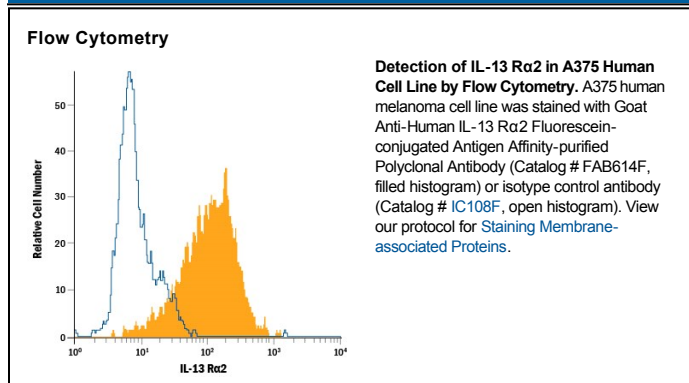 Flow Cytometry
Detection of IL-13 Rα2 in A375 Human
Cell Line by Flow Cytometry. A375 human
melanoma cell line was stained with Goat
Anti-Human IL-13 Rα2 Fluorescein-
conjugated Antigen Affinity-purified
Polyclonal Antibody (Catalog # FAB614F,
filled histogram) or isotype control antibody
(Catalog # IC108F, open histogram). View
our protocol for Staining Membrane-
associated Proteins.
Relative Cell Number
50
40
30
20
10
0
10⁰ 10¹ 10² 10³ 10⁴
IL-13 Rα2